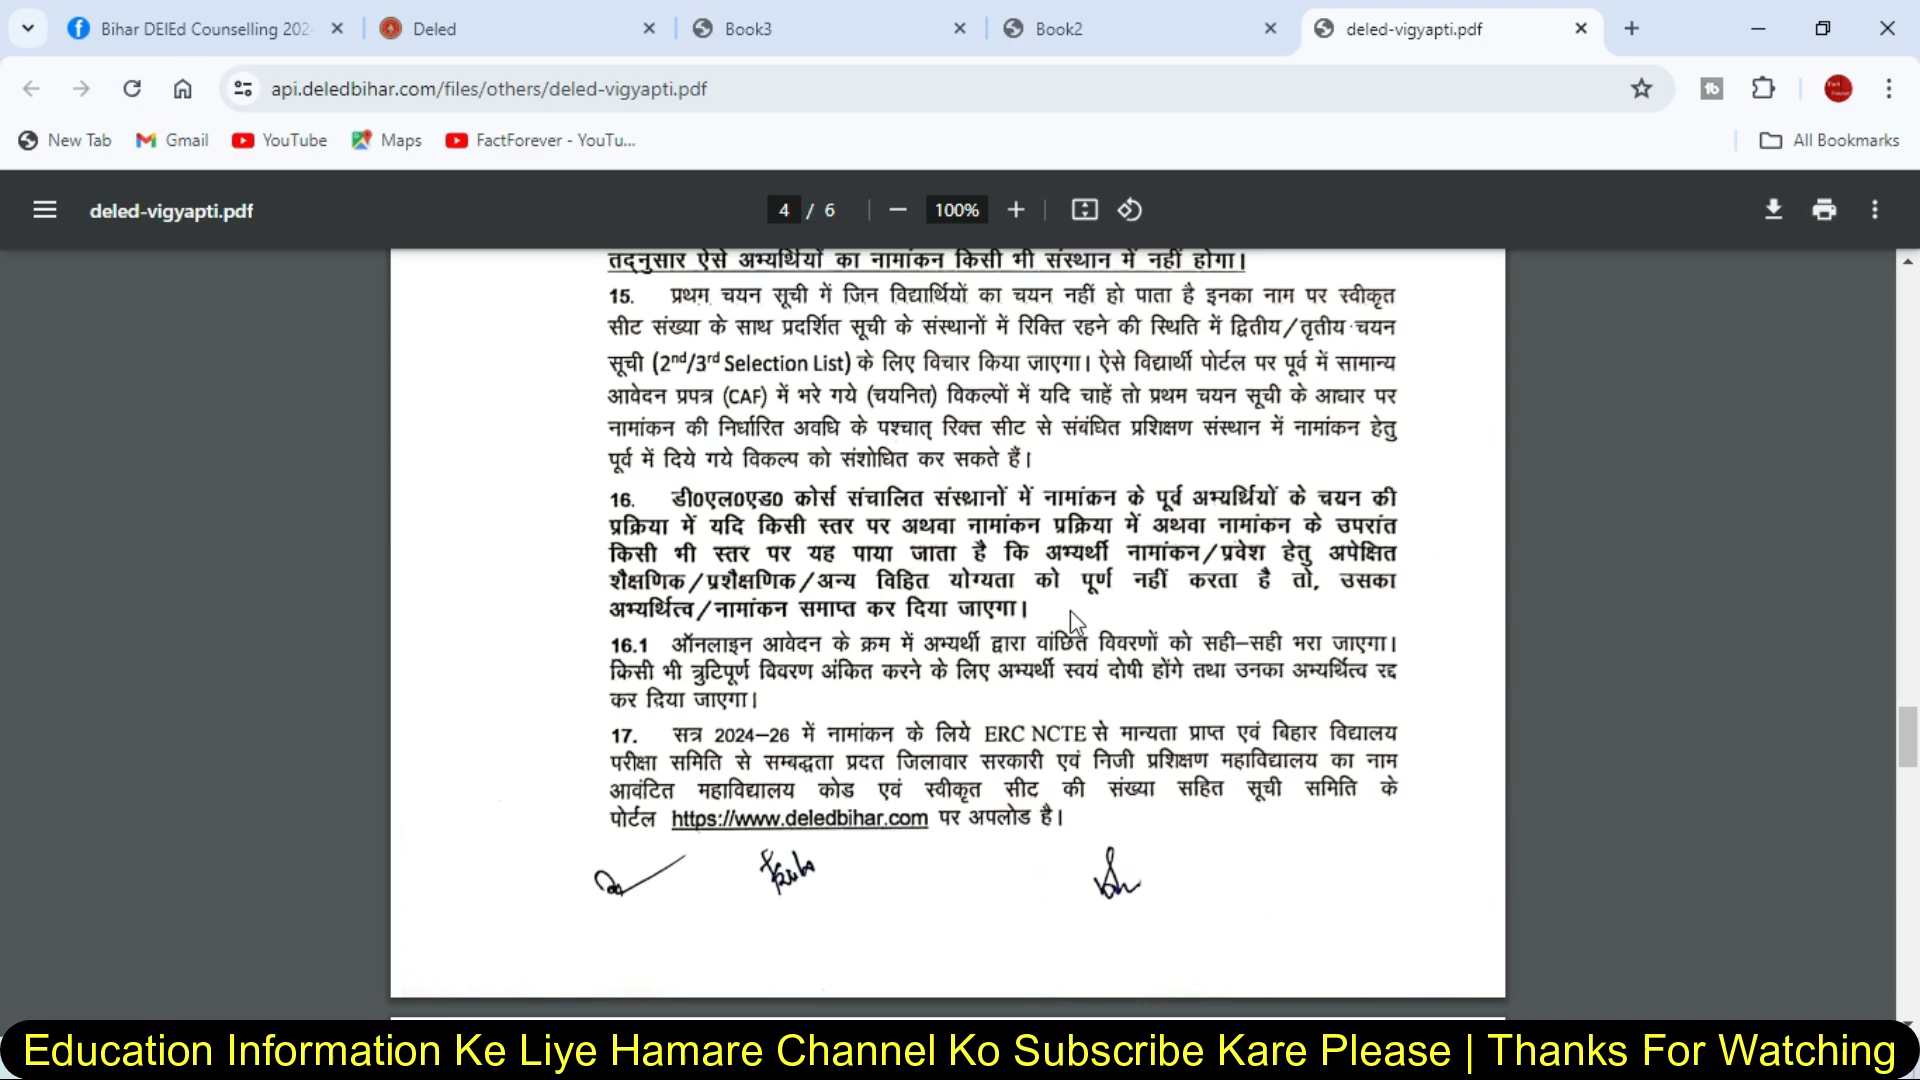 Bihar DElEd Counselling 202
Deled
Book3
Book2
deled-vigyapti.pdf
api.deledbihar.com/files/others/deled-vigyapti.pdf
New Tab
Gmail
YouTube
Maps
FactForever - YouTu...
All Bookmarks
deled-vigyapti.pdf
4 / 6
100%
तद्नुसार ऐसे अभ्यर्थियों का नामांकन किसी भी संस्थान में नहीं होगा।
15. प्रथम चयन सूची में जिन विद्यार्थियों का चयन नहीं हो पाता है इनका नाम पर स्वीकृत
सीट संख्या के साथ प्रदर्शित सूची के संस्थानों में रिक्ति रहने की स्थिति में द्वितीय/तृतीय चयन
सूची (2nd/3rd Selection List) के लिए विचार किया जाएगा। ऐसे विद्यार्थी पोर्टल पर पूर्व में सामान्य
आवेदन प्रपत्र (CAF) में भरे गये (चयनित) विकल्पों में यदि चाहें तो प्रथम चयन सूची के आधार पर
नामांकन की निर्धारित अवधि के पश्चात् रिक्त सीट से संबंधित प्रशिक्षण संस्थान में नामांकन हेतु
पूर्व में दिये गये विकल्प को संशोधित कर सकते हैं।
16. डी0एल0एड0 कोर्स संचालित संस्थानों में नामांकन के पूर्व अभ्यर्थियों के चयन की
प्रक्रिया में यदि किसी स्तर पर अथवा नामांकन प्रक्रिया में अथवा नामांकन के उपरांत
किसी भी स्तर पर यह पाया जाता है कि अभ्यर्थी नामांकन/प्रवेश हेतु अपेक्षित
शैक्षणिक/प्रशैक्षणिक/अन्य विहित योग्यता को पूर्ण नहीं करता है तो, उसका
अभ्यर्थित्व/नामांकन समाप्त कर दिया जाएगा।
16.1 ऑनलाइन आवेदन के क्रम में अभ्यर्थी द्वारा वांछित विवरणों को सही–सही भरा जाएगा।
किसी भी त्रुटिपूर्ण विवरण अंकित करने के लिए अभ्यर्थी स्वयं दोषी होंगे तथा उनका अभ्यर्थित्व रद्द
कर दिया जाएगा।
17. सत्र 2024–26 में नामांकन के लिये ERC NCTE से मान्यता प्राप्त एवं बिहार विद्यालय
परीक्षा समिति से सम्बद्धता प्रदत जिलावार सरकारी एवं निजी प्रशिक्षण महाविद्यालय का नाम
आवंटित महाविद्यालय कोड एवं स्वीकृत सीट की संख्या सहित सूची समिति के
पोर्टल https://www.deledbihar.com पर अपलोड है।
Education Information Ke Liye Hamare Channel Ko Subscribe Kare Please | Thanks For Watching